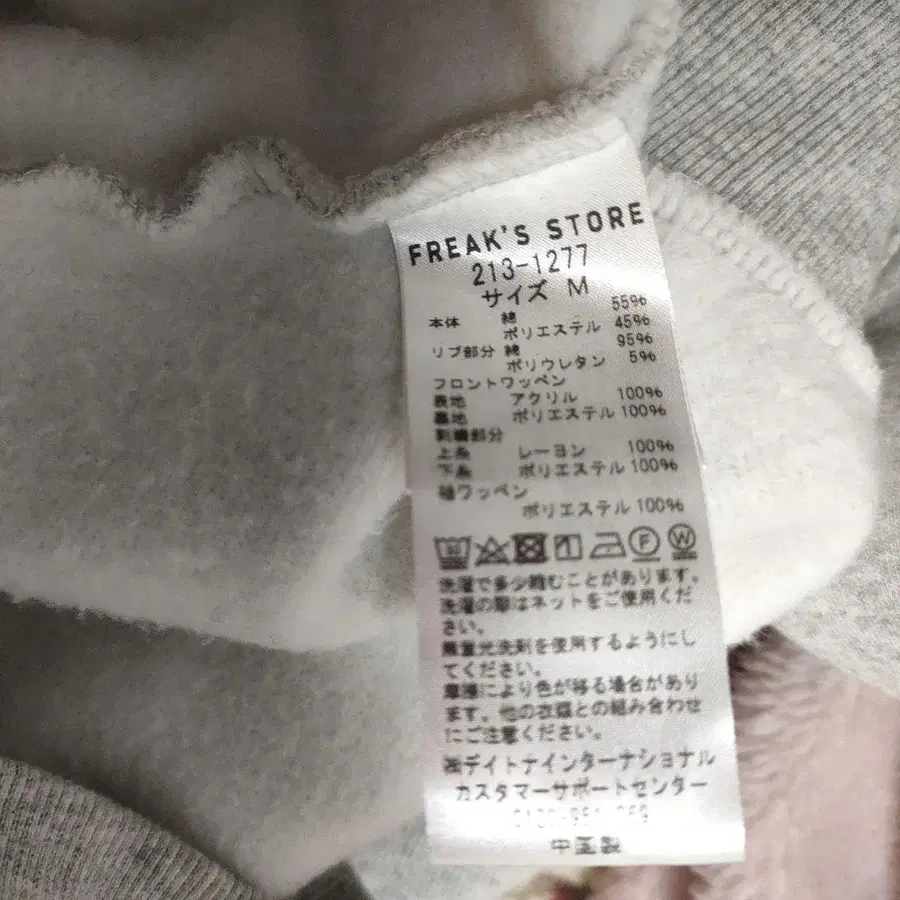 FREAK'S STORE
213-1277
サイズ M
本体 綿 55%
ポリエステル 45%
リブ部分 綿 95%
ポリウレタン 5%
フロントワッペン
表地 アクリル 100%
裏地 ポリエステル 100%
刺繍部分
上糸 レーヨン 100%
下糸 ポリエステル 100%
袖ワッペン
ポリエステル 100%
F W
洗濯で多少縮むことがあります。
洗濯の際はネットをご使用くだ
さい。
無蛍光洗剤を使用するようにし
てください。
摩擦により色が移る場合があり
ます。他の衣類との組み合わせ
にご注意ください。
㈱デイトナインターナショナル
カスタマーサポートセンター
中国製